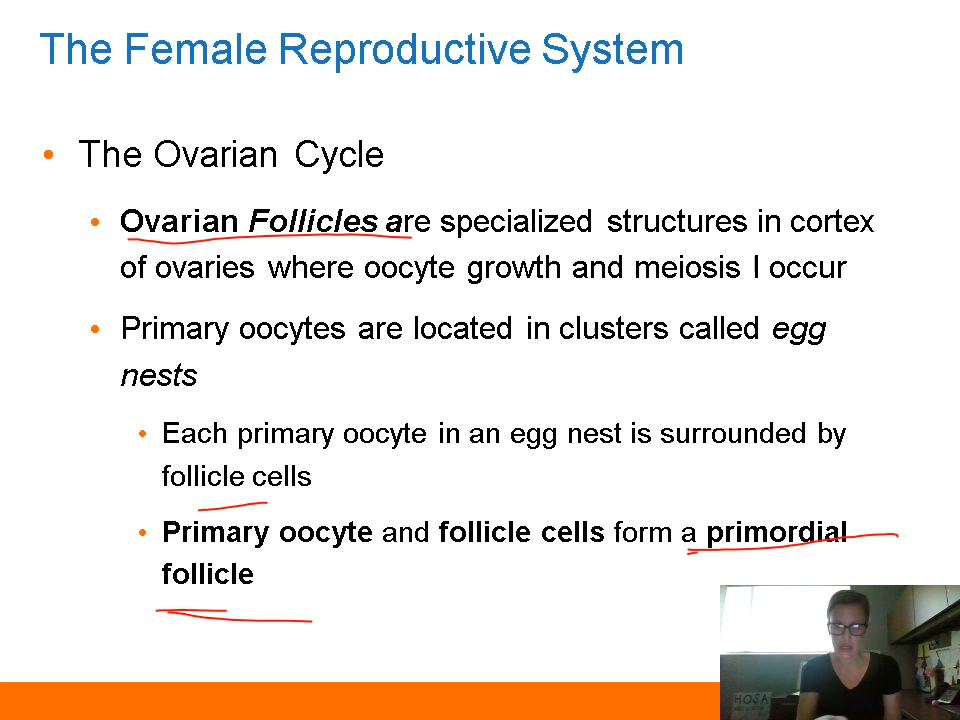 The Female Reproductive System
• The Ovarian Cycle
• Ovarian Follicles are specialized structures in cortex
of ovaries where oocyte growth and meiosis I occur
• Primary oocytes are located in clusters called egg
nests
• Each primary oocyte in an egg nest is surrounded by
follicle cells
• Primary oocyte and follicle cells form a primordial
follicle
HOSA